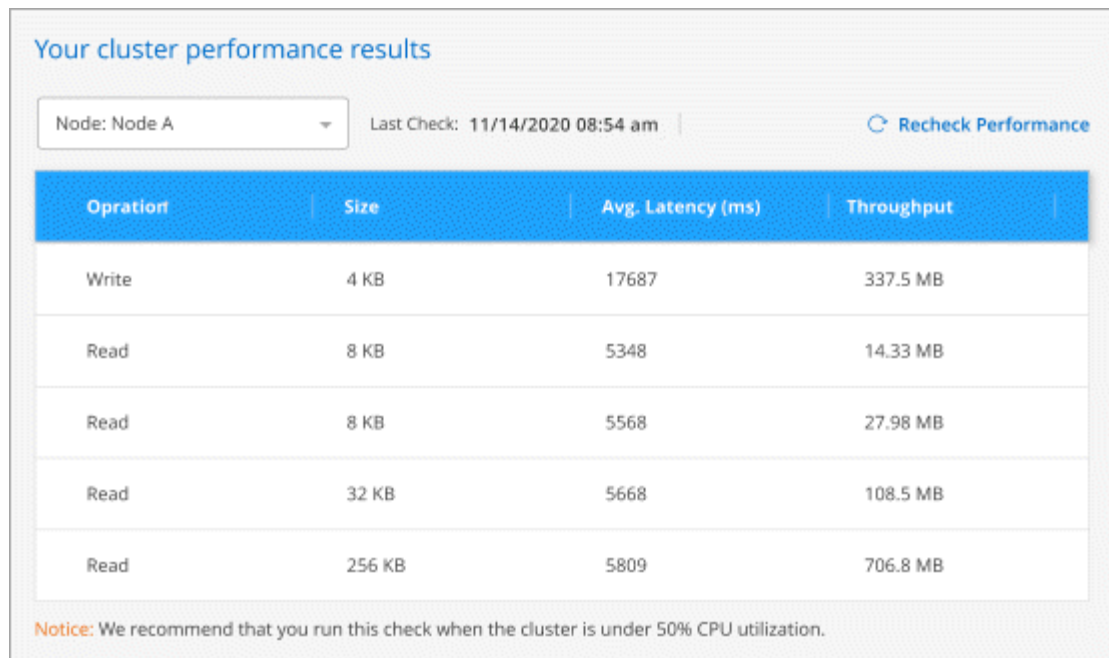 Your cluster performance results
Node: Node A Last Check: 11/14/2020 08:54 am Recheck Performance
Opration Size Avg. Latency (ms) Throughput
Write 4 KB 17687 337.5 MB
Read 8 KB 5348 14.33 MB
Read 8 KB 5568 27.98 MB
Read 32 KB 5668 108.5 MB
Read 256 KB 5809 706.8 MB
Notice: We recommend that you run this check when the cluster is under 50% CPU utilization.